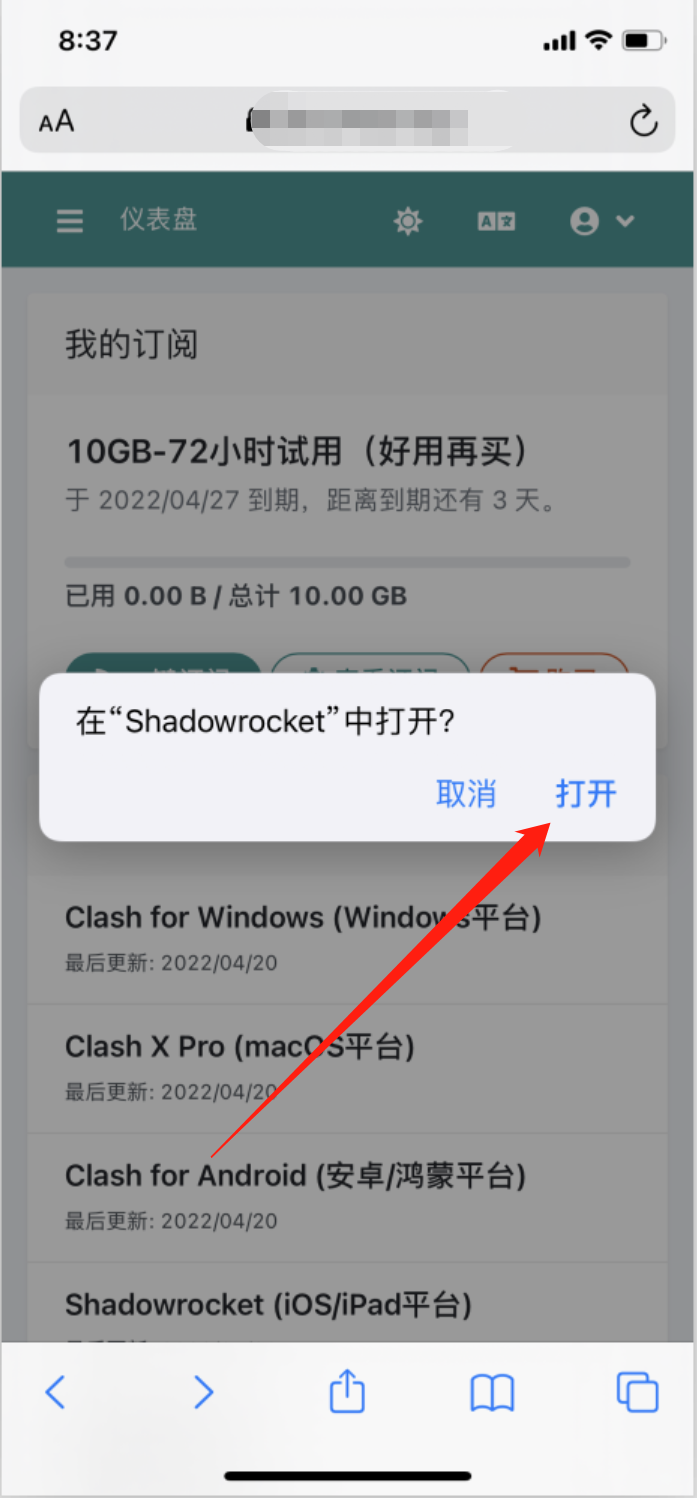 8:37
AA
仪表盘
我的订阅
10GB-72小时试用（好用再买）
于 2022/04/27 到期，距离到期还有 3 天。
已用 0.00 B / 总计 10.00 GB
在“Shadowrocket”中打开?
取消 打开
Clash for Windows (Windows平台)
最后更新: 2022/04/20
Clash X Pro (macOS平台)
最后更新: 2022/04/20
Clash for Android (安卓/鸿蒙平台)
最后更新: 2022/04/20
Shadowrocket (iOS/iPad平台)